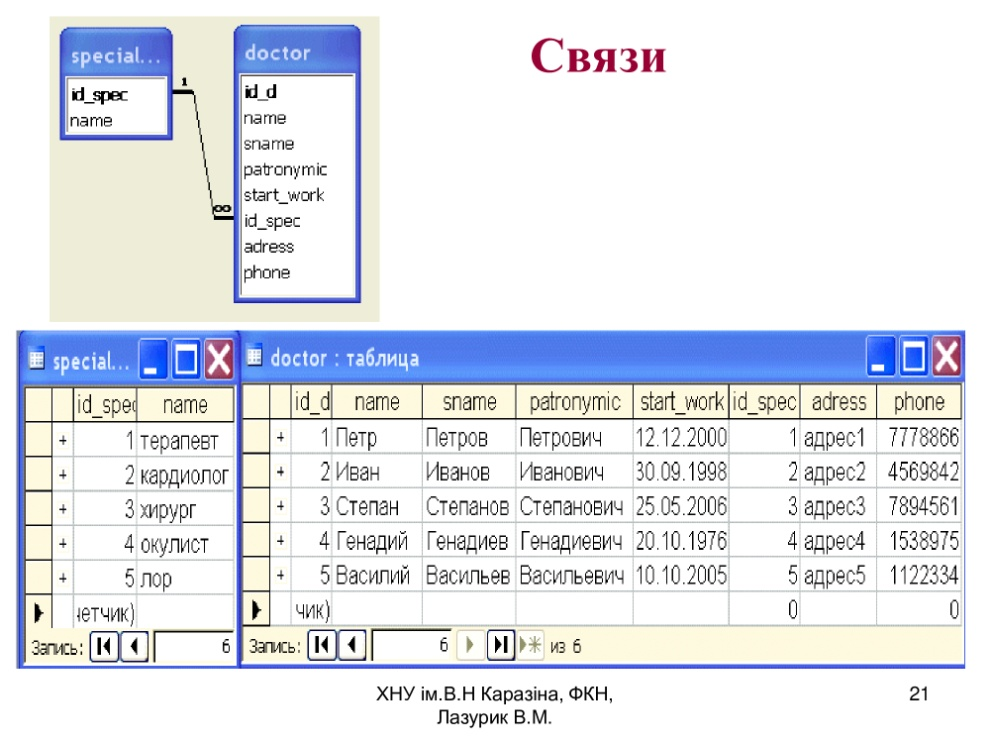 Связи
special...
id_spec
name
1
∞
doctor
id_d
name
sname
patronymic
start_work
id_spec
adress
phone
special...
id_spec name
+ 1 терапевт
+ 2 кардиолог
+ 3 хирург
+ 4 окулист
+ 5 лор
четчик)
Запись: 6
doctor : таблица
id_d name sname patronymic start_work id_spec adress phone
+ 1 Петр Петров Петрович 12.12.2000 1 адрес1 7778866
+ 2 Иван Иванов Иванович 30.09.1998 2 адрес2 4569842
+ 3 Степан Степанов Степанович 25.05.2006 3 адрес3 7894561
+ 4 Генадий Генадиев Генадиевич 20.10.1976 4 адрес4 1538975
+ 5 Василий Васильев Васильевич 10.10.2005 5 адрес5 1122334
чик) 0 0
Запись: 6 из 6
ХНУ ім.В.Н Каразіна, ФКН,
Лазурик В.М.
21